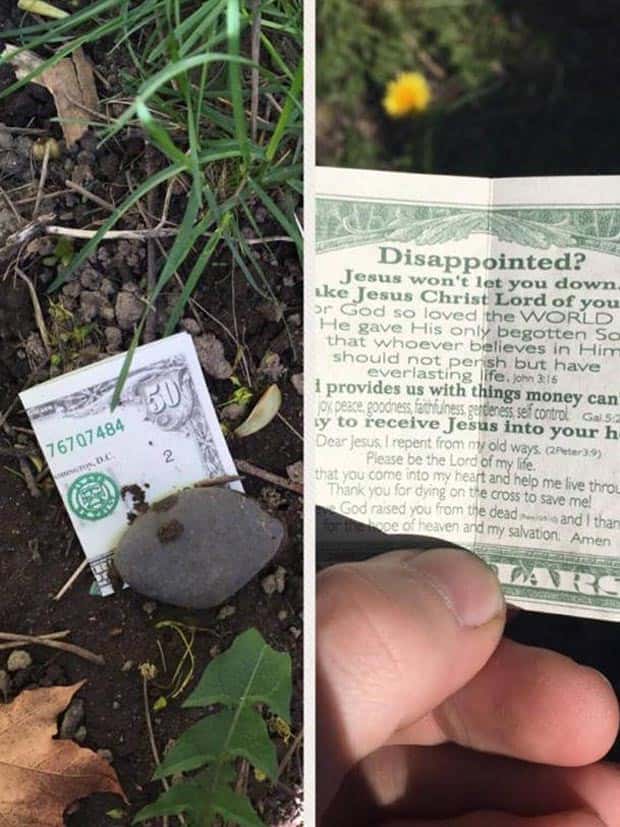 50
76707484
WASHINGTON, D.C.
2
Disappointed?
Jesus won't let you down.
ake Jesus Christ Lord of you
or God so loved the WORLD
He gave His only begotten So
that whoever believes in Him
should not perish but have
everlasting life. John 3:16
provides us with things money can
joy, peace, goodness, faithfulness, gentleness, self control. Gal.5:2
ay to receive Jesus into your h
Dear Jesus, I repent from my old ways. (2Peter3:9)
Please be the Lord of my life.
that you come into my heart and help me live throu
Thank you for dying on the cross to save me!
God raised you from the dead and I than
for the hope of heaven and my salvation. Amen
LARS